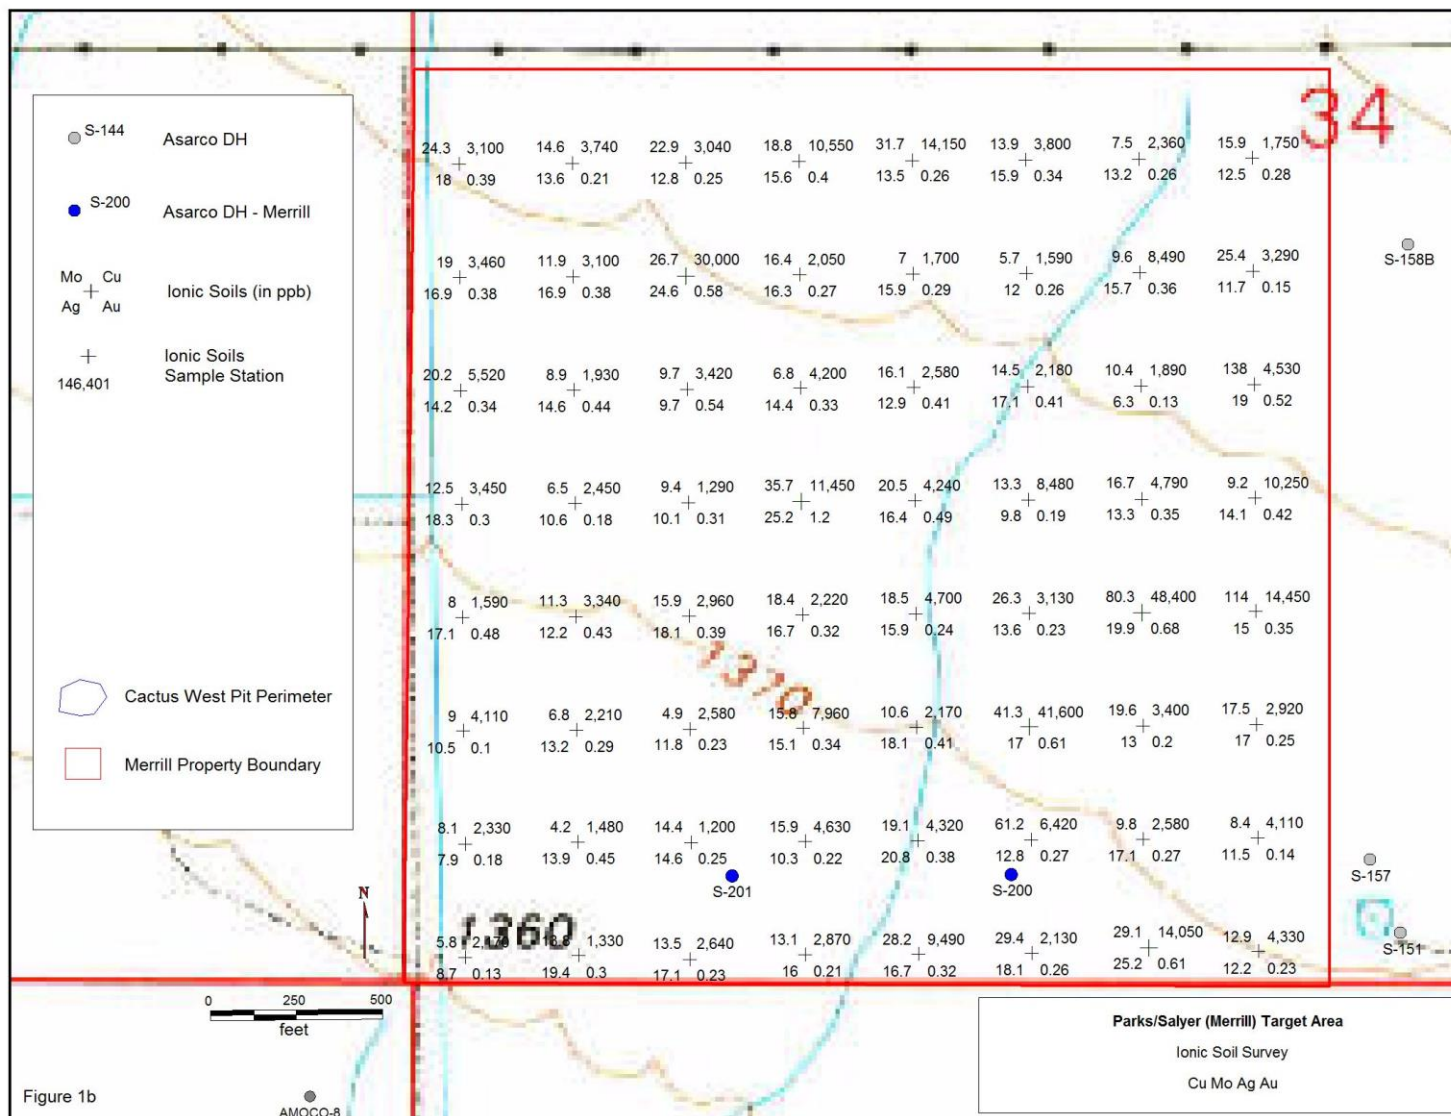 34
S-144
Asarco DH
S-200
Asarco DH - Merrill
Mo Cu
Ag Au
Ionic Soils (in ppb)
146,401
Ionic Soils
Sample Station
Cactus West Pit Perimeter
Merrill Property Boundary
24.3 3,100 14.6 3,740 22.9 3,040 18.8 10,550 31.7 14,150 13.9 3,800 7.5 2,360 15.9 1,750
18 0.39 13.6 0.21 12.8 0.25 15.6 0.4 13.5 0.26 15.9 0.34 13.2 0.26 12.5 0.28
S-158B
19 3,460 11.9 3,100 26.7 30,000 16.4 2,050 7 1,700 5.7 1,590 9.6 8,490 25.4 3,290
16.9 0.38 16.9 0.38 24.6 0.58 16.3 0.27 15.9 0.29 12 0.26 15.7 0.36 11.7 0.15
20.2 5,520 8.9 1,930 9.7 3,420 6.8 4,200 16.1 2,580 14.5 2,180 10.4 1,890 138 4,530
14.2 0.34 14.6 0.44 9.7 0.54 14.4 0.33 12.9 0.41 17.1 0.41 6.3 0.13 19 0.52
12.5 3,450 6.5 2,450 9.4 1,290 35.7 11,450 20.5 4,240 13.3 8,480 16.7 4,790 9.2 10,250
18.3 0.3 10.6 0.18 10.1 0.31 25.2 1.2 16.4 0.49 9.8 0.19 13.3 0.35 14.1 0.42
8 1,590 11.3 3,340 15.9 2,960 18.4 2,220 18.5 4,700 26.3 3,130 80.3 48,400 114 14,450
17.1 0.48 12.2 0.43 18.1 0.39 16.7 0.32 15.9 0.24 13.6 0.23 19.9 0.68 15 0.35
1370
9 4,110 6.8 2,210 4.9 2,580 15.8 7,960 10.6 2,170 41.3 41,600 19.6 3,400 17.5 2,920
10.5 0.1 13.2 0.29 11.8 0.23 15.1 0.34 18.1 0.41 17 0.61 13 0.2 17 0.25
8.1 2,330 4.2 1,480 14.4 1,200 15.9 4,630 19.1 4,320 61.2 6,420 9.8 2,580 8.4 4,110
7.9 0.18 13.9 0.45 14.6 0.25 10.3 0.22 20.8 0.38 12.8 0.27 17.1 0.27 11.5 0.14
S-201 S-200 S-157
N
1360
5.8 1,330 13.5 2,640 13.1 2,870 28.2 9,490 29.4 2,130 29.1 14,050 12.9 4,330
8.7 0.13 19.4 0.3 17.1 0.23 16 0.21 16.7 0.32 18.1 0.26 25.2 0.61 12.2 0.23
S-151
0 250 500
feet
Parks/Salyer (Merrill) Target Area
Ionic Soil Survey
Cu Mo Ag Au
Figure 1b
AMOCO-8